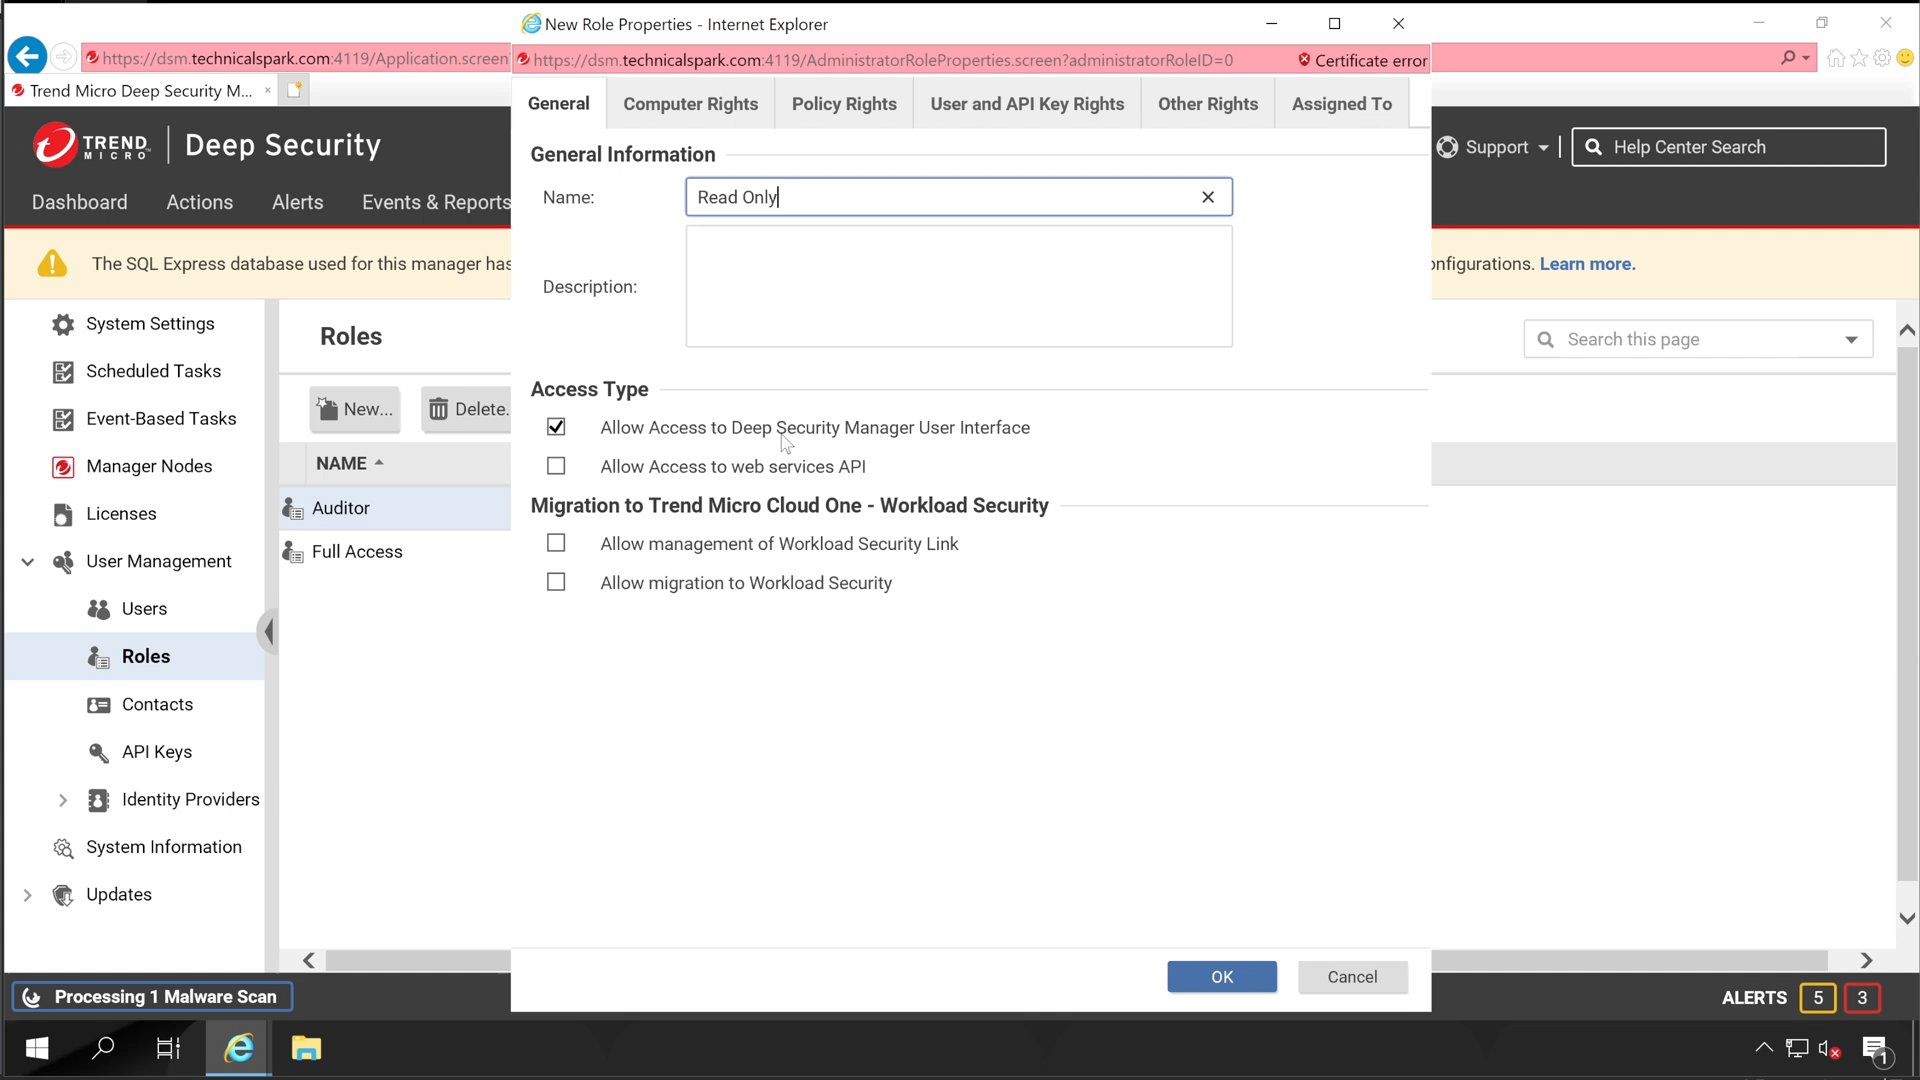 New Role Properties - Internet Explorer
https://dsm.technicalspark.com:4119/Application.screen
https://dsm.technicalspark.com:4119/AdministratorRoleProperties.screen?administratorRoleID=0
Certificate error
Trend Micro Deep Security M...
TREND MICRO
Deep Security
Support
Help Center Search
Dashboard
Actions
Alerts
Events & Reports
The SQL Express database used for this manager has
onfigurations. Learn more.
System Settings
Scheduled Tasks
Event-Based Tasks
Manager Nodes
Licenses
User Management
Users
Roles
Contacts
API Keys
Identity Providers
System Information
Updates
Roles
Search this page
New...
Delete.
NAME
Auditor
Full Access
General
Computer Rights
Policy Rights
User and API Key Rights
Other Rights
Assigned To
General Information
Name:
Read Only
Description:
Access Type
Allow Access to Deep Security Manager User Interface
Allow Access to web services API
Migration to Trend Micro Cloud One - Workload Security
Allow management of Workload Security Link
Allow migration to Workload Security
OK
Cancel
Processing 1 Malware Scan
ALERTS
5
3
1